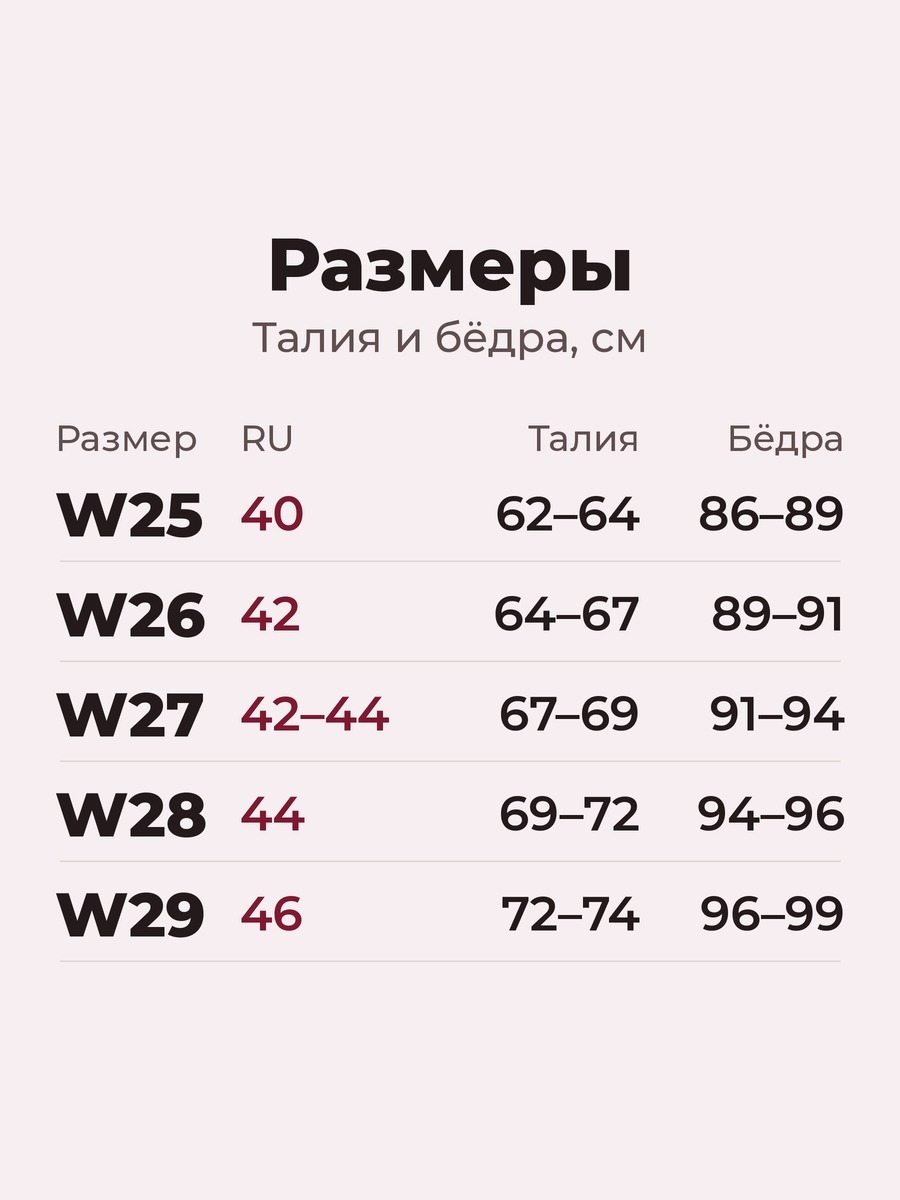 Размеры
Талия и бёдра, см
Размер RU Талия Бёдра
W25 40 62–64 86–89
W26 42 64–67 89–91
W27 42–44 67–69 91–94
W28 44 69–72 94–96
W29 46 72–74 96–99